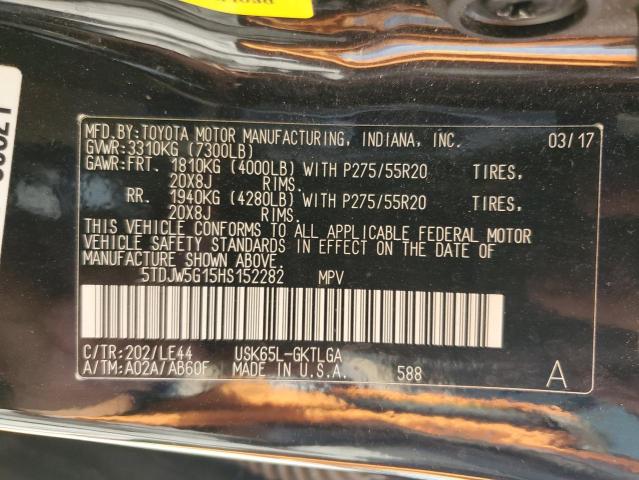 MFD.BY:TOYOTA MOTOR MANUFACTURING, INDIANA, INC. 03/17
GVWR:3310KG (7300LB)
GAWR:FRT. 1810KG (4000LB) WITH P275/55R20 TIRES,
20X8J RIMS.
RR. 1940KG (4280LB) WITH P275/55R20 TIRES,
20X8J RIMS.
THIS VEHICLE CONFORMS TO ALL APPLICABLE FEDERAL MOTOR
VEHICLE SAFETY STANDARDS IN EFFECT ON THE DATE OF
MANUFACTURE SHOWN ABOVE.
5TDJW5G15HS152282 MPV
C/TR:202/LE44 USK65L-GKTLGA
A/TM:A02A/AB60F MADE IN U.S.A. 588 A